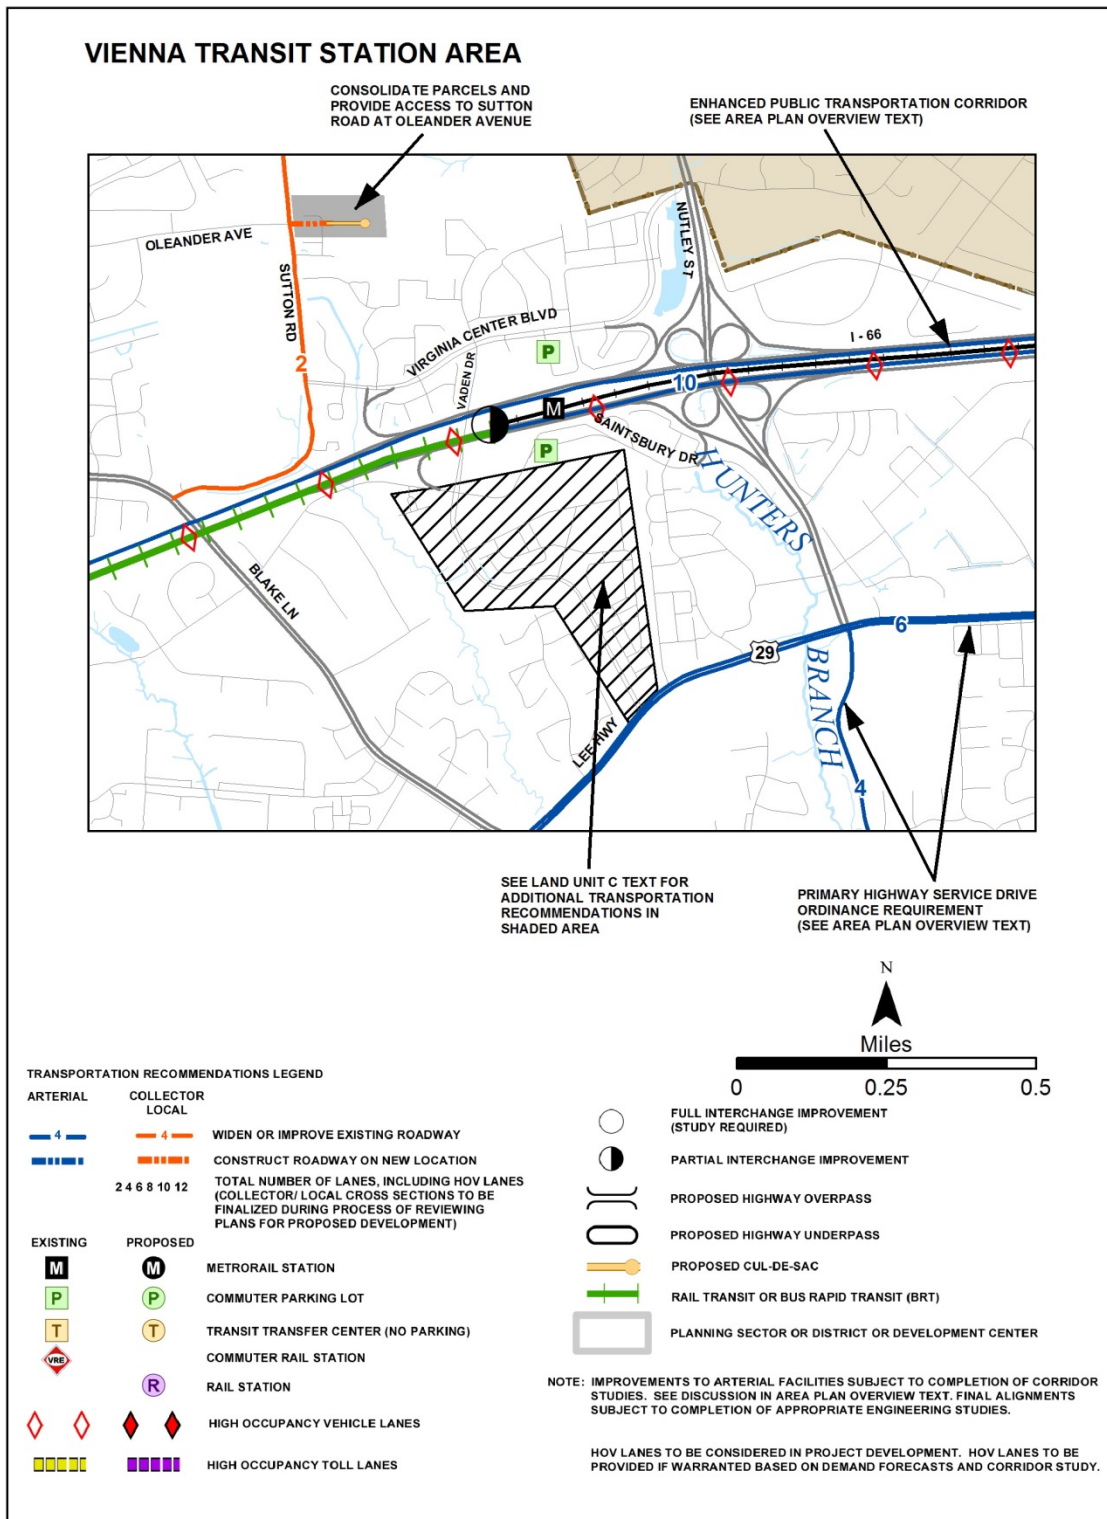 VIENNA TRANSIT STATION AREA
CONSOLIDATE PARCELS AND
PROVIDE ACCESS TO SUTTON
ROAD AT OLEANDER AVENUE
ENHANCED PUBLIC TRANSPORTATION CORRIDOR
(SEE AREA PLAN OVERVIEW TEXT)
OLEANDER AVE
SUTTON RD
2
NUTLEY ST
VIRGINIA CENTER BLVD
VADEN DR
P
I - 66
10
M
P
SAINTSBURY DR
HUNTERS
BRANCH
BLAKE LN
29
6
LEE HWY
4
SEE LAND UNIT C TEXT FOR
ADDITIONAL TRANSPORTATION
RECOMMENDATIONS IN
SHADED AREA
PRIMARY HIGHWAY SERVICE DRIVE
ORDINANCE REQUIREMENT
(SEE AREA PLAN OVERVIEW TEXT)
N
Miles
0 0.25 0.5
TRANSPORTATION RECOMMENDATIONS LEGEND
ARTERIAL COLLECTOR
LOCAL
4 4 WIDEN OR IMPROVE EXISTING ROADWAY
CONSTRUCT ROADWAY ON NEW LOCATION
2 4 6 8 10 12 TOTAL NUMBER OF LANES, INCLUDING HOV LANES
(COLLECTOR/ LOCAL CROSS SECTIONS TO BE
FINALIZED DURING PROCESS OF REVIEWING
PLANS FOR PROPOSED DEVELOPMENT)
EXISTING PROPOSED
M M METRORAIL STATION
P P COMMUTER PARKING LOT
T T TRANSIT TRANSFER CENTER (NO PARKING)
VRE COMMUTER RAIL STATION
R RAIL STATION
HIGH OCCUPANCY VEHICLE LANES
HIGH OCCUPANCY TOLL LANES
FULL INTERCHANGE IMPROVEMENT
(STUDY REQUIRED)
PARTIAL INTERCHANGE IMPROVEMENT
PROPOSED HIGHWAY OVERPASS
PROPOSED HIGHWAY UNDERPASS
PROPOSED CUL-DE-SAC
RAIL TRANSIT OR BUS RAPID TRANSIT (BRT)
PLANNING SECTOR OR DISTRICT OR DEVELOPMENT CENTER
NOTE: IMPROVEMENTS TO ARTERIAL FACILITIES SUBJECT TO COMPLETION OF CORRIDOR
STUDIES. SEE DISCUSSION IN AREA PLAN OVERVIEW TEXT. FINAL ALIGNMENTS
SUBJECT TO COMPLETION OF APPROPRIATE ENGINEERING STUDIES.
HOV LANES TO BE CONSIDERED IN PROJECT DEVELOPMENT. HOV LANES TO BE
PROVIDED IF WARRANTED BASED ON DEMAND FORECASTS AND CORRIDOR STUDY.